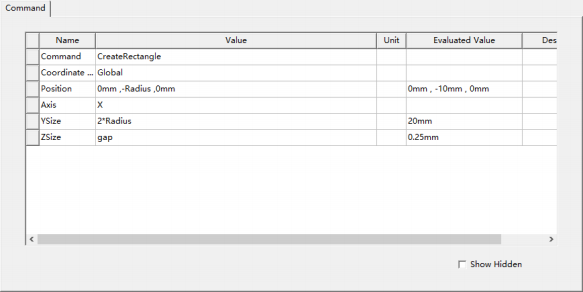 Command
Name Value Unit Evaluated Value Des
Command CreateRectangle
Coordinate ... Global
Position 0mm ,-Radius ,0mm 0mm , -10mm , 0mm
Axis X
YSize 2*Radius 20mm
ZSize gap 0.25mm
Show Hidden